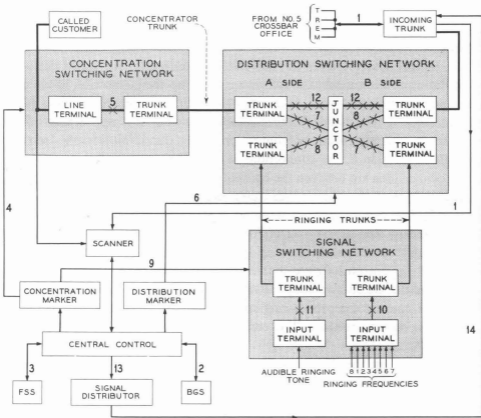 CALLED
CUSTOMER
CONCENTRATOR
TRUNK
FROM NO.5
CROSSBAR
OFFICE
T
R
E
M
1
INCOMING
TRUNK
CONCENTRATION
SWITCHING NETWORK
LINE
TERMINAL
5
TRUNK
TERMINAL
DISTRIBUTION SWITCHING NETWORK
A SIDE
B SIDE
TRUNK
TERMINAL
12
7
8
TRUNK
TERMINAL
JUNCTOR
12
8
7
TRUNK
TERMINAL
TRUNK
TERMINAL
4
6
1
RINGING TRUNKS
SCANNER
9
CONCENTRATION
MARKER
DISTRIBUTION
MARKER
SIGNAL
SWITCHING NETWORK
TRUNK
TERMINAL
TRUNK
TERMINAL
11
10
INPUT
TERMINAL
INPUT
TERMINAL
14
CENTRAL CONTROL
3
13
2
FSS
SIGNAL
DISTRIBUTOR
BGS
AUDIBLE RINGING
TONE
8 1 2 3 4 5 6 7
RINGING FREQUENCIES